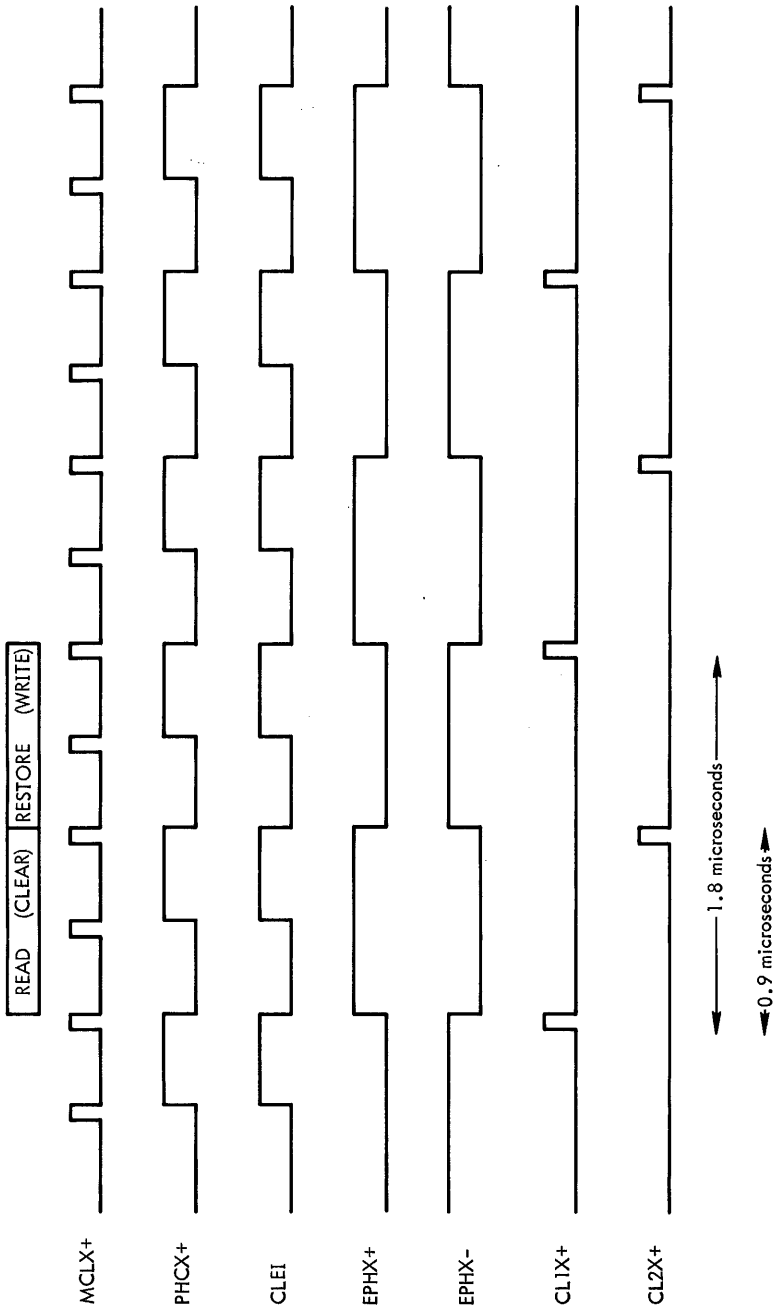 READ (CLEAR) RESTORE (WRITE)
MCLX+
PHCX+
CLEI
EPHX+
EPHX-
CL1X+
CL2X+
1.8 microseconds
0.9 microseconds